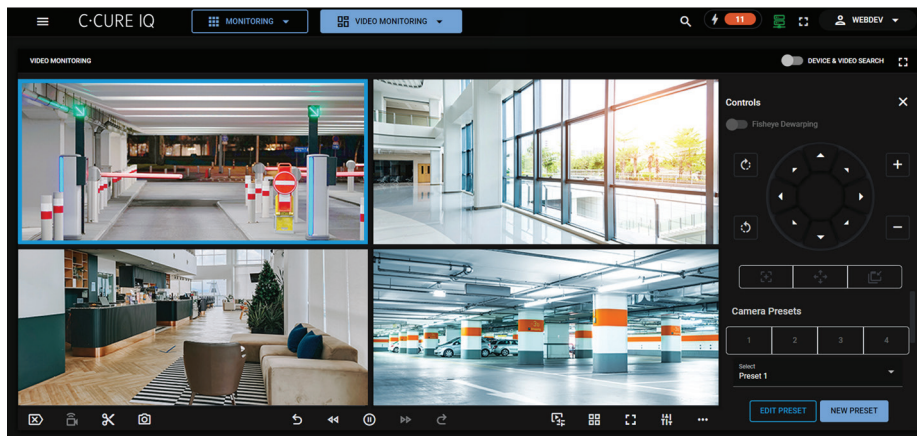 C•CURE IQ
MONITORING
VIDEO MONITORING
11
WEBDEV
VIDEO MONITORING
DEVICE & VIDEO SEARCH
Controls
Fisheye Dewarping
Camera Presets
1 2 3 4
Select
Preset 1
EDIT PRESET NEW PRESET